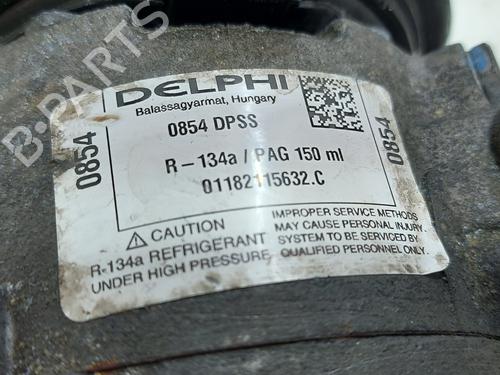 DELPHI
Balassagyarmat, Hungary
0854 DPSS
0854
0854
R-134a / PAG 150 ml
01182115632.C
CAUTION
R-134a REFRIGERANT
UNDER HIGH PRESSURE
IMPROPER SERVICE METHODS
MAY CAUSE PERSONAL INJURY
SYSTEM TO BE SERVICED BY
QUALIFIED PERSONNEL ONLY.
B-PARTS